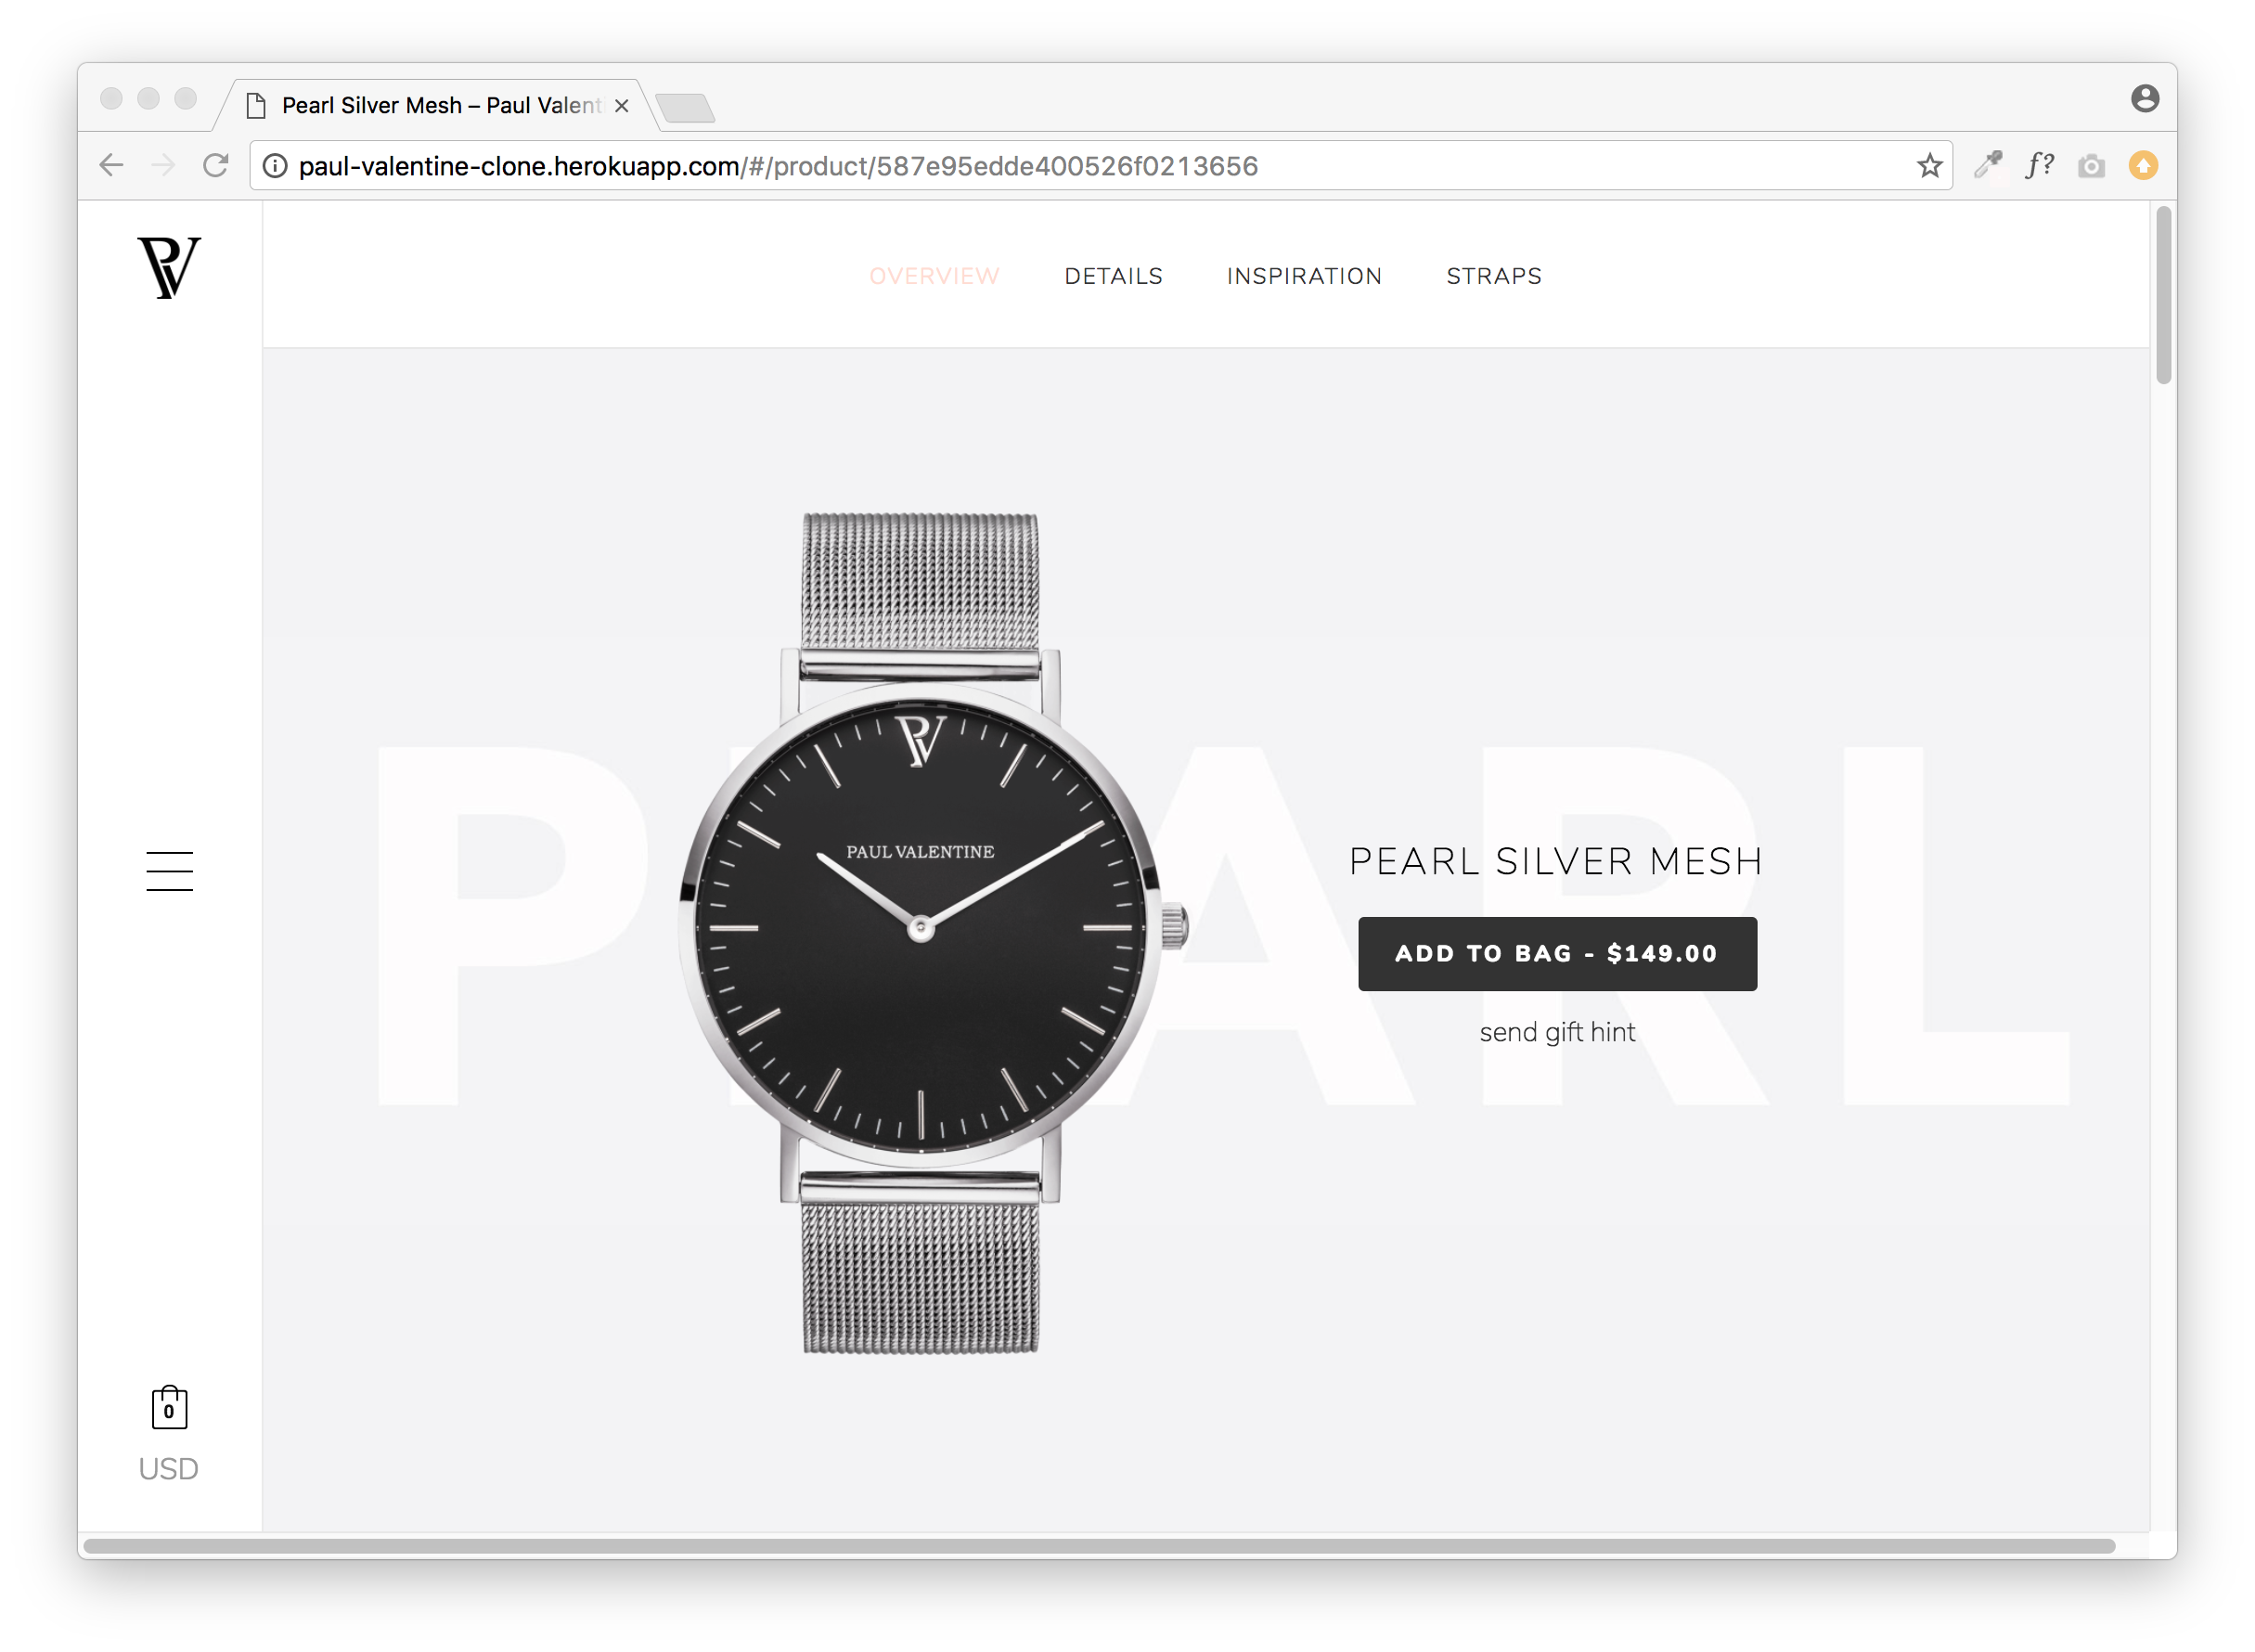 Pearl Silver Mesh – Paul Valent
paul-valentine-clone.herokuapp.com/#/product/587e95edde400526f0213656
f?
PV
OVERVIEW DETAILS INSPIRATION STRAPS
PEARL
PV
PAUL VALENTINE
PEARL SILVER MESH
ADD TO BAG - $149.00
send gift hint
0
USD